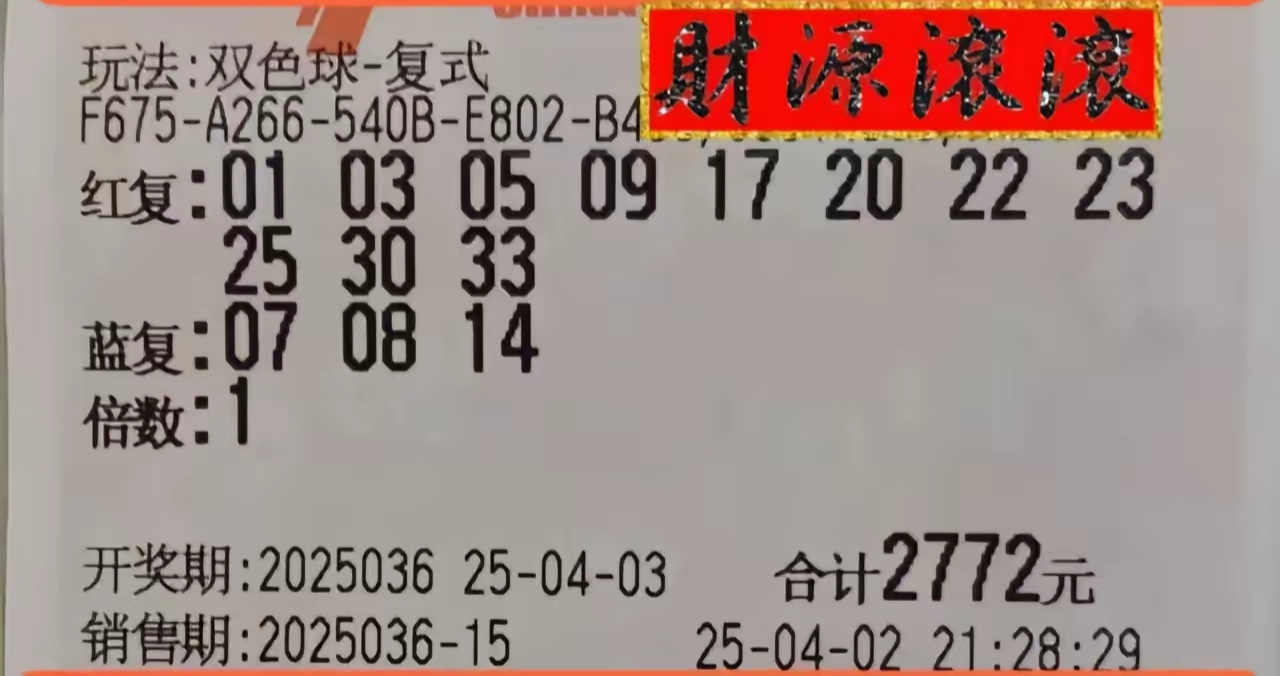 財源滾滾
玩法:双色球-复式
F675-A266-540B-E802-B4
红复:01 03 05 09 17 20 22 23
25 30 33
蓝复:07 08 14
倍数:1
开奖期:2025036 25-04-03 合计2772元
销售期:2025036-15 25-04-02 21:28:29